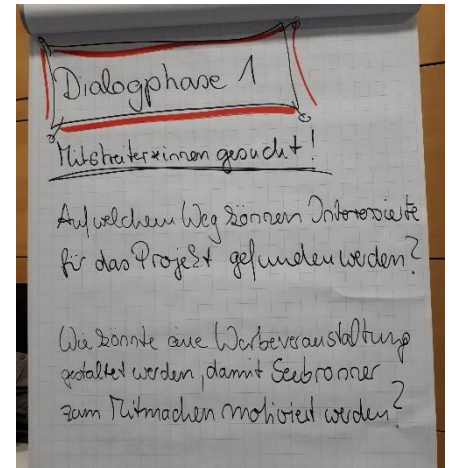 Dialogphase 1
Mitstreiter*innen gesucht!
Auf welchem Weg können Interessierte
für das Projekt gefunden werden?
Wie könnte eine Werbeveranstaltung
gestaltet werden, damit Seebronner
zum Mitmachen motiviert werden?